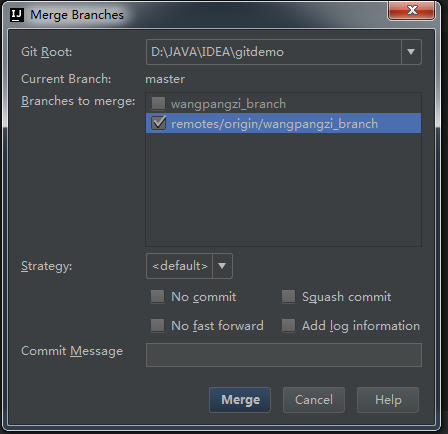 Merge Branches
Git Root: D:\JAVA\IDEA\gitdemo
Current Branch: master
Branches to merge: wangpangzi_branch
remotes/origin/wangpangzi_branch
Strategy: <default>
No commit Squash commit
No fast forward Add log information
Commit Message
Merge Cancel Help